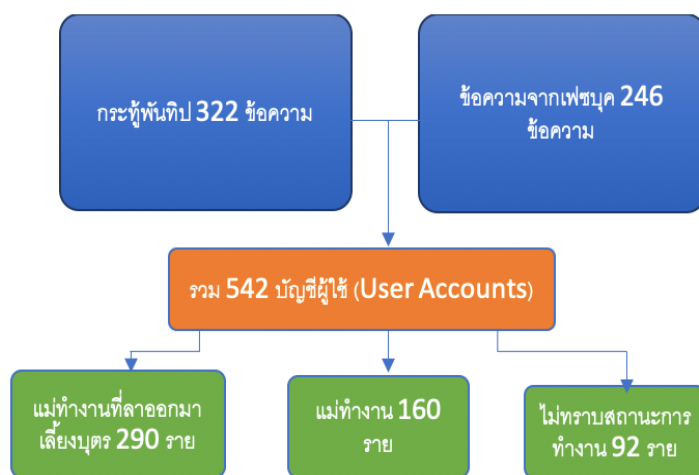 กระทู้พันทิป 322 ข้อความ
ข้อความจากเฟซบุค 246
ข้อความ
รวม 542 บัญชีผู้ใช้ (User Accounts)
แม่ทำงานที่ลาออกมา
เลี้ยงบุตร 290 ราย
แม่ทำงาน 160
ราย
ไม่ทราบสถานะการ
ทำงาน 92 ราย